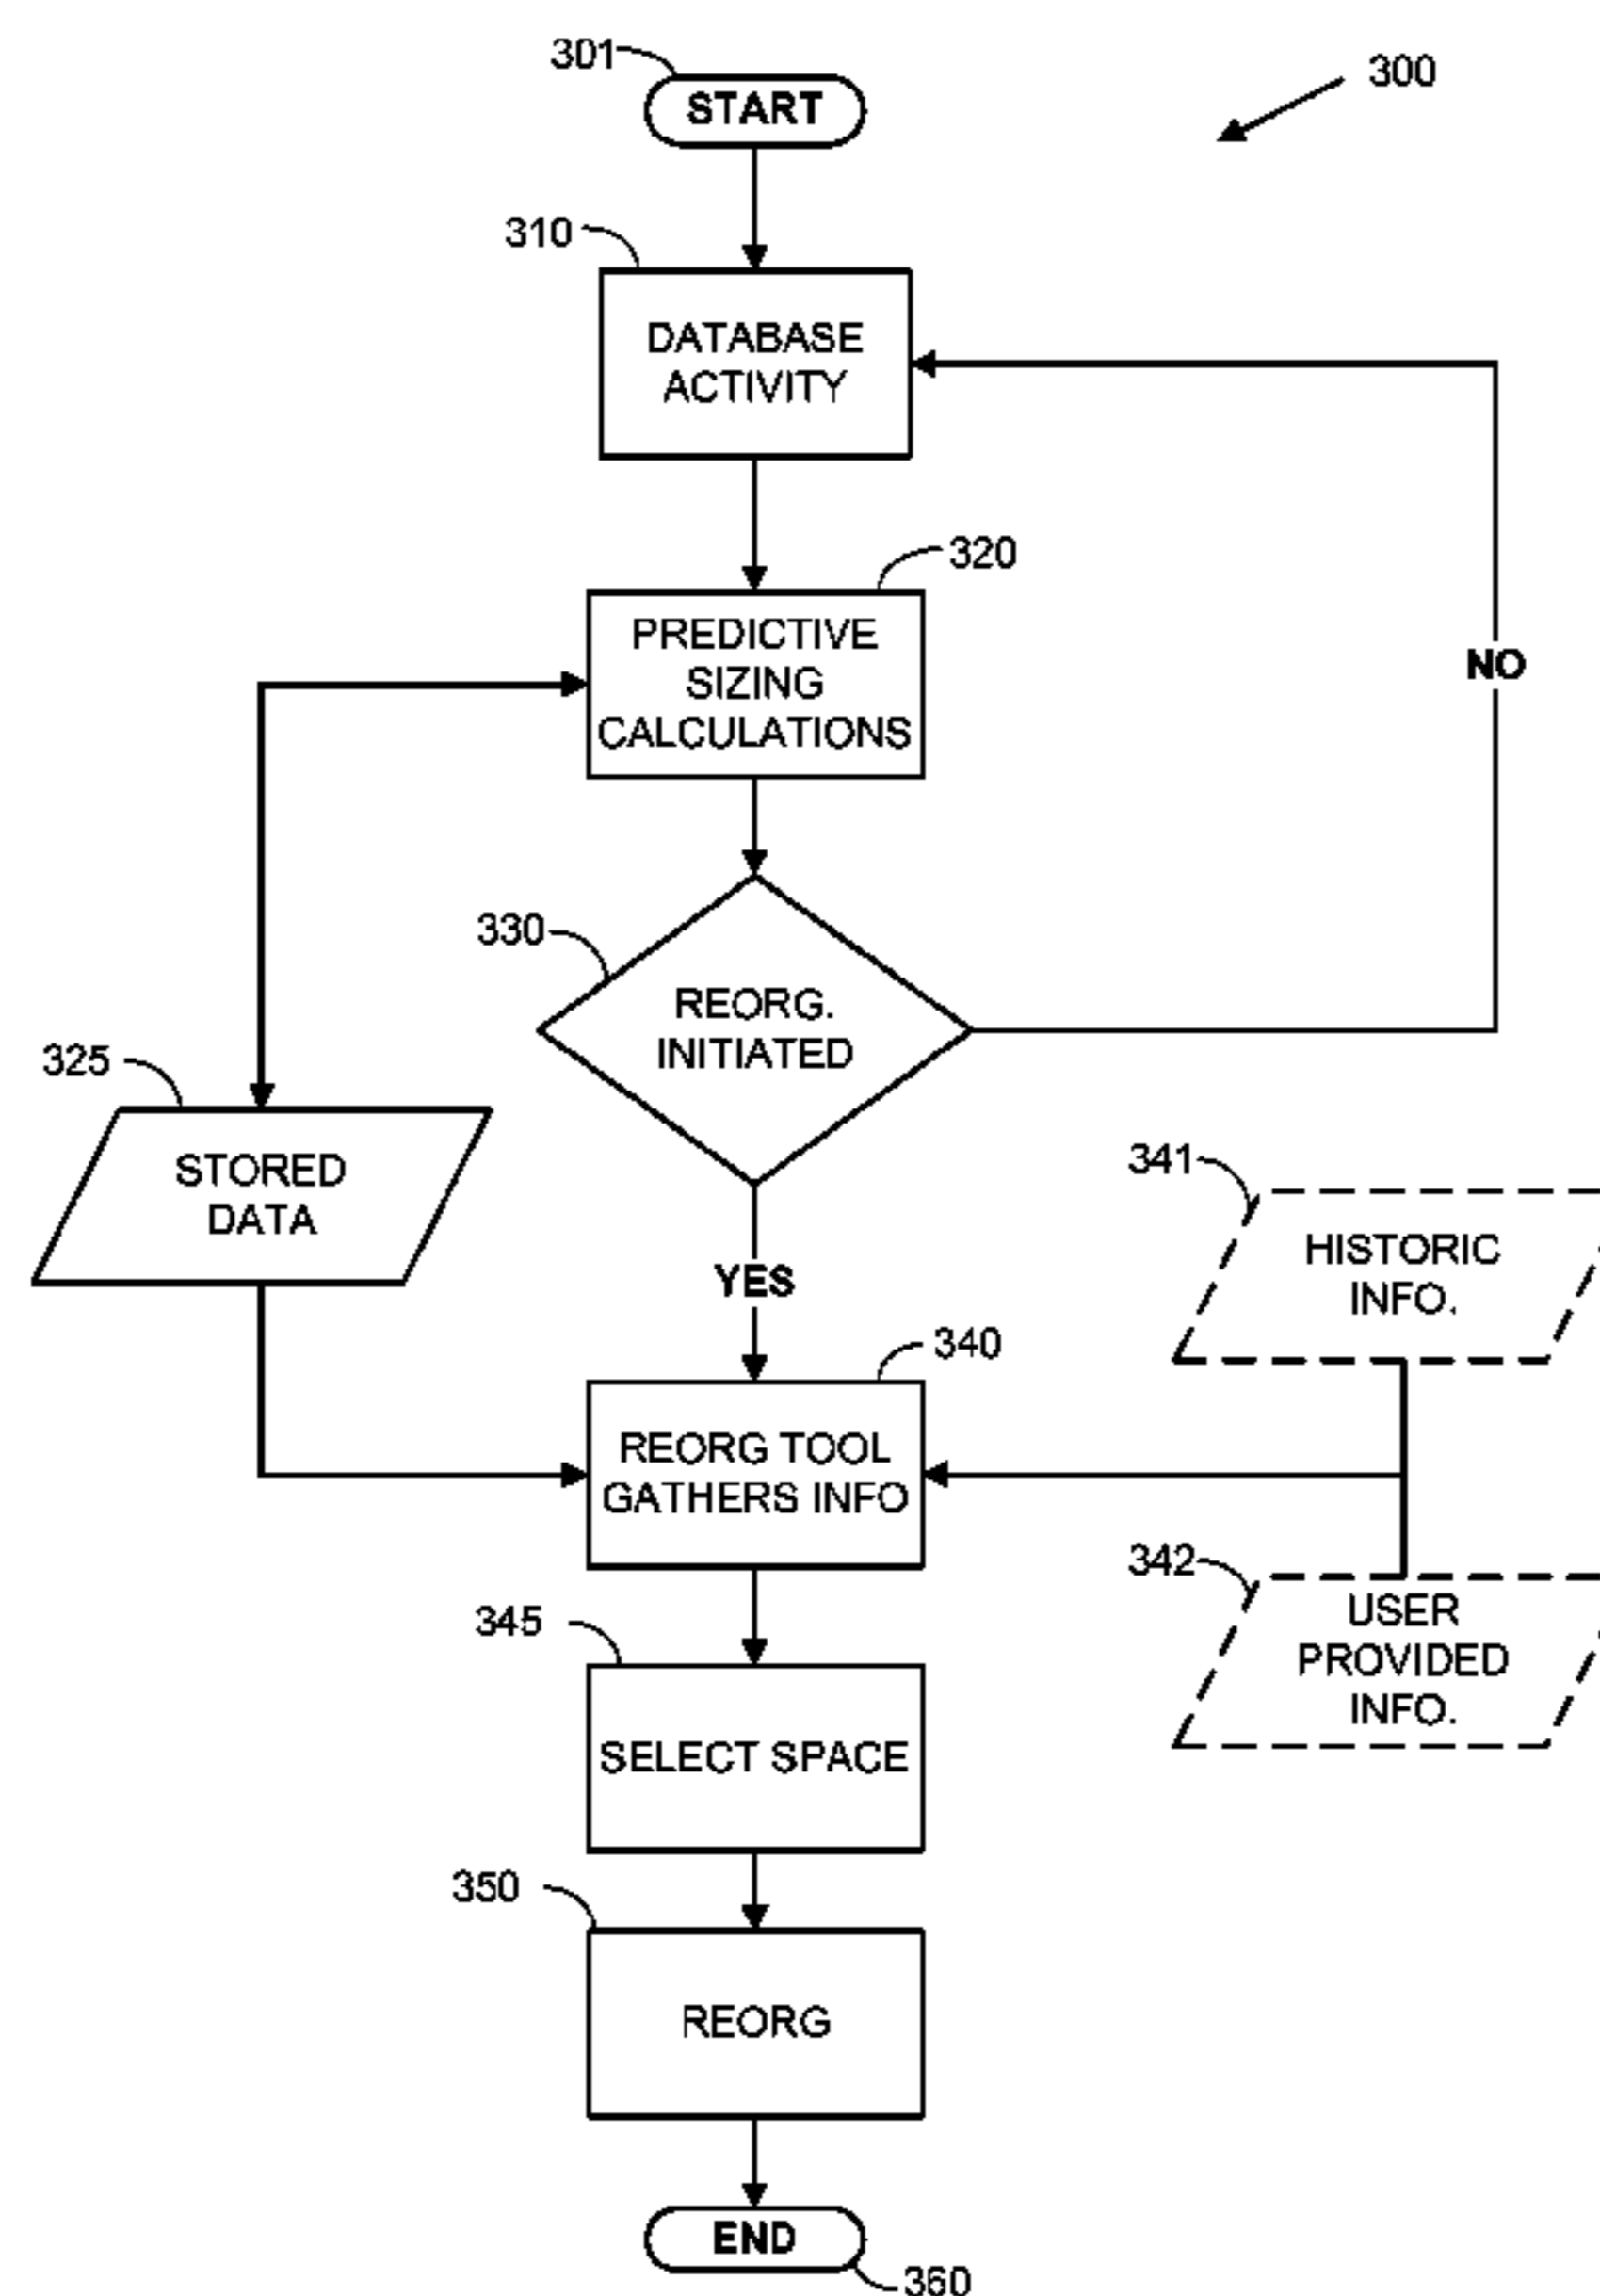 301
START
300
310
DATABASE
ACTIVITY
320
PREDICTIVE
SIZING
CALCULATIONS
NO
330
REORG.
INITIATED
325
STORED
DATA
341
HISTORIC
INFO.
YES
340
REORG TOOL
GATHERS INFO
342
USER
PROVIDED
INFO.
345
SELECT SPACE
350
REORG
END
360